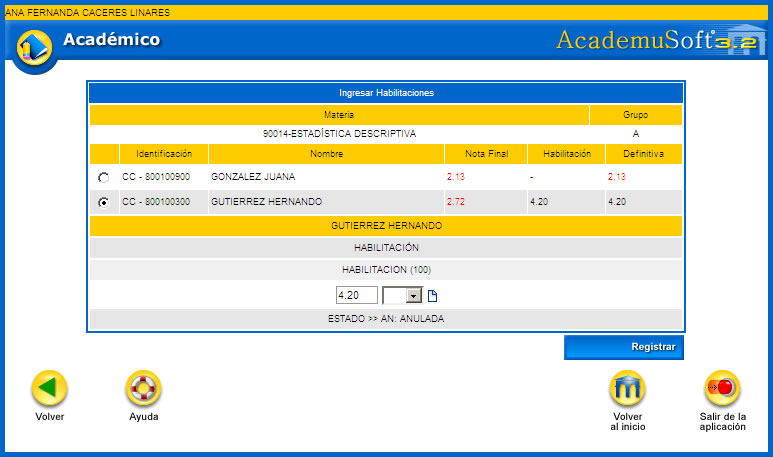 ANA FERNANDA CACERES LINARES
Académico
AcademuSoft 3.2
Ingresar Habilitaciones
Materia Grupo
90014-ESTADÍSTICA DESCRIPTIVA A
Identificación Nombre Nota Final Habilitación Definitiva
CC - 800100900 GONZALEZ JUANA 2.13 - 2.13
CC - 800100300 GUTIERREZ HERNANDO 2.72 4.20 4.20
GUTIERREZ HERNANDO
HABILITACIÓN
HABILITACION (100)
4.20
ESTADO >> AN: ANULADA
Registrar
Volver
Ayuda
Volver
al inicio
Salir de la
aplicación